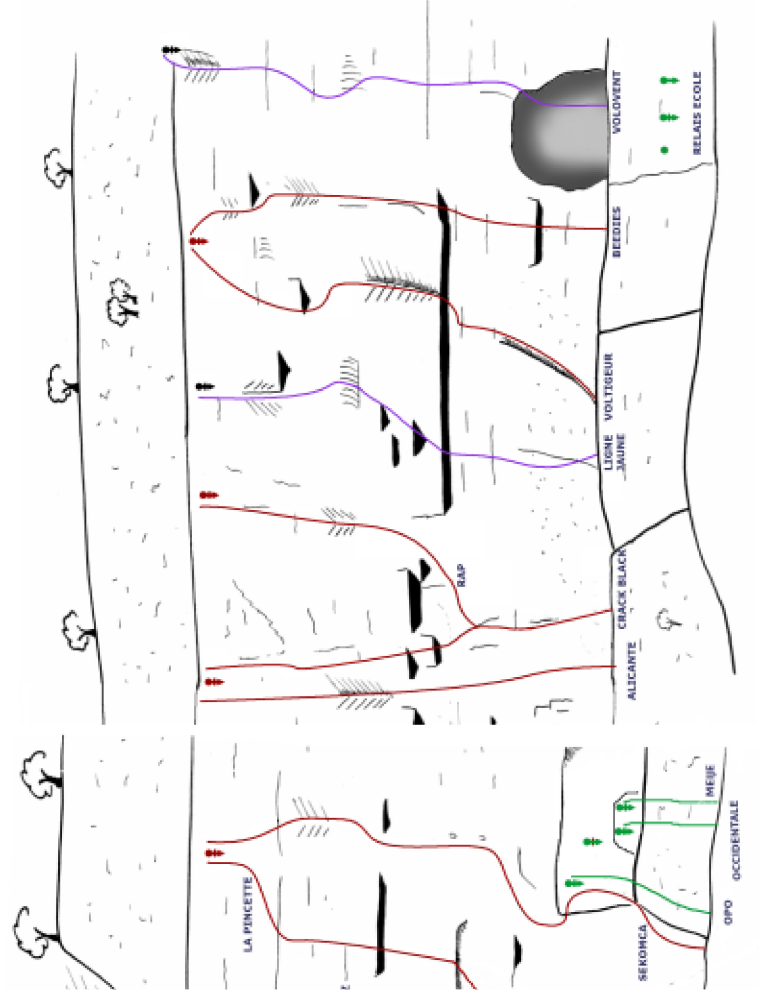 VOLOVENT
RELAIS ECOLE
BEEDIES
VOLTIGEUR
LIGNE
JAUNE
RAP
CRACK BLACK
ALICANTE
MEIJE
OCCIDENTALE
LA PINCETTE
OPO
SEKOMCA